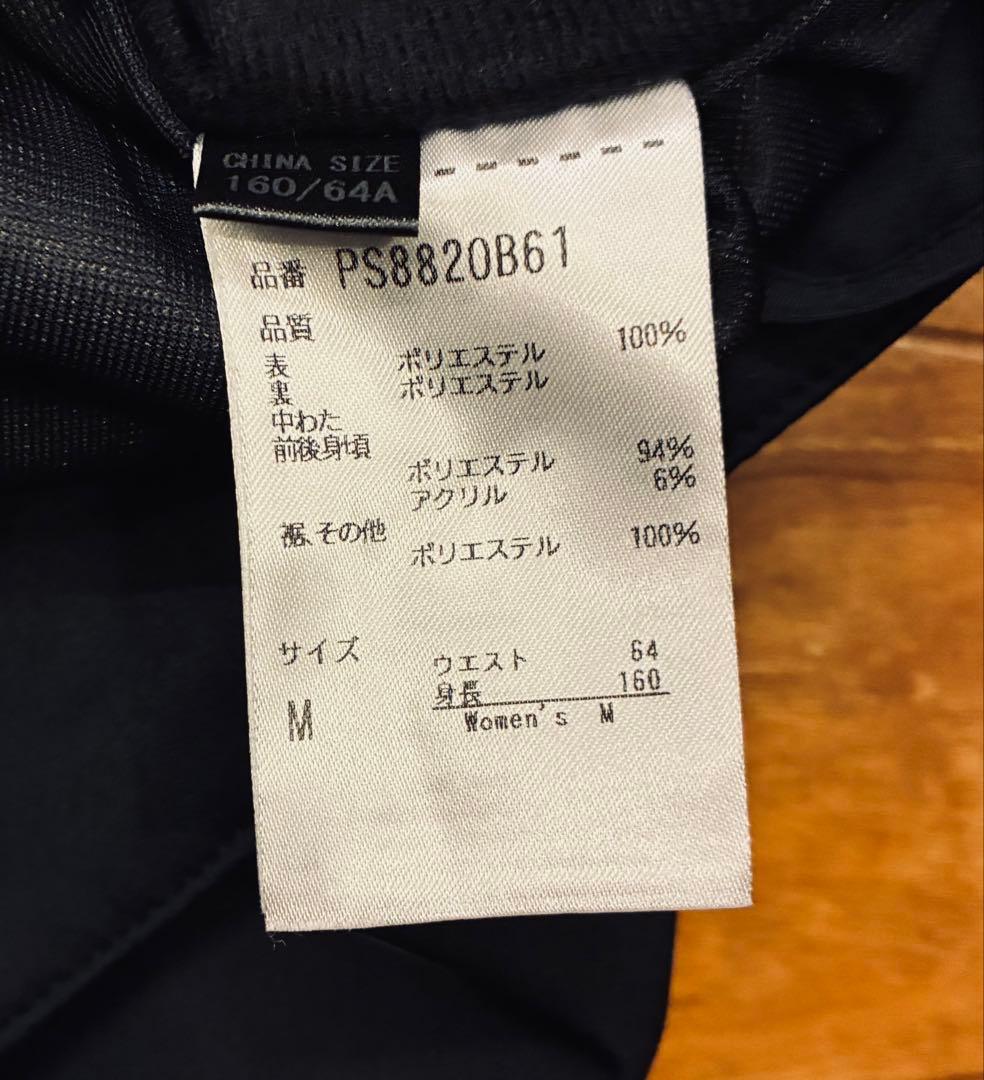 CHINA SIZE
160/64A
品番 PS8820B61
品質
表 ポリエステル 100%
裏 ポリエステル
中わた
前後身頃
ポリエステル 94%
アクリル 6%
裾、その他
ポリエステル 100%
サイズ
M
ウエスト 64
身長 160
Women's M